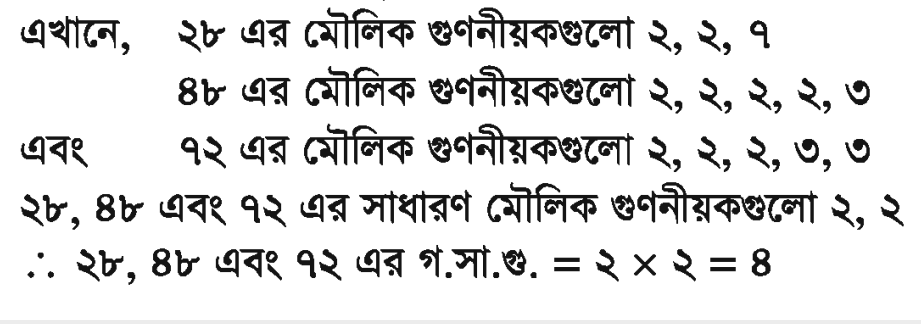 এখানে, ২৮ এর মৌলিক গুণনীয়কগুলো ২, ২, ৭
৪৮ এর মৌলিক গুণনীয়কগুলো ২, ২, ২, ২, ৩
এবং ৭২ এর মৌলিক গুণনীয়কগুলো ২, ২, ২, ৩, ৩
২৮, ৪৮ এবং ৭২ এর সাধারণ মৌলিক গুণনীয়কগুলো ২, ২
∴ ২৮, ৪৮ এবং ৭২ এর গ.সা.গু. = ২ × ২ = ৪